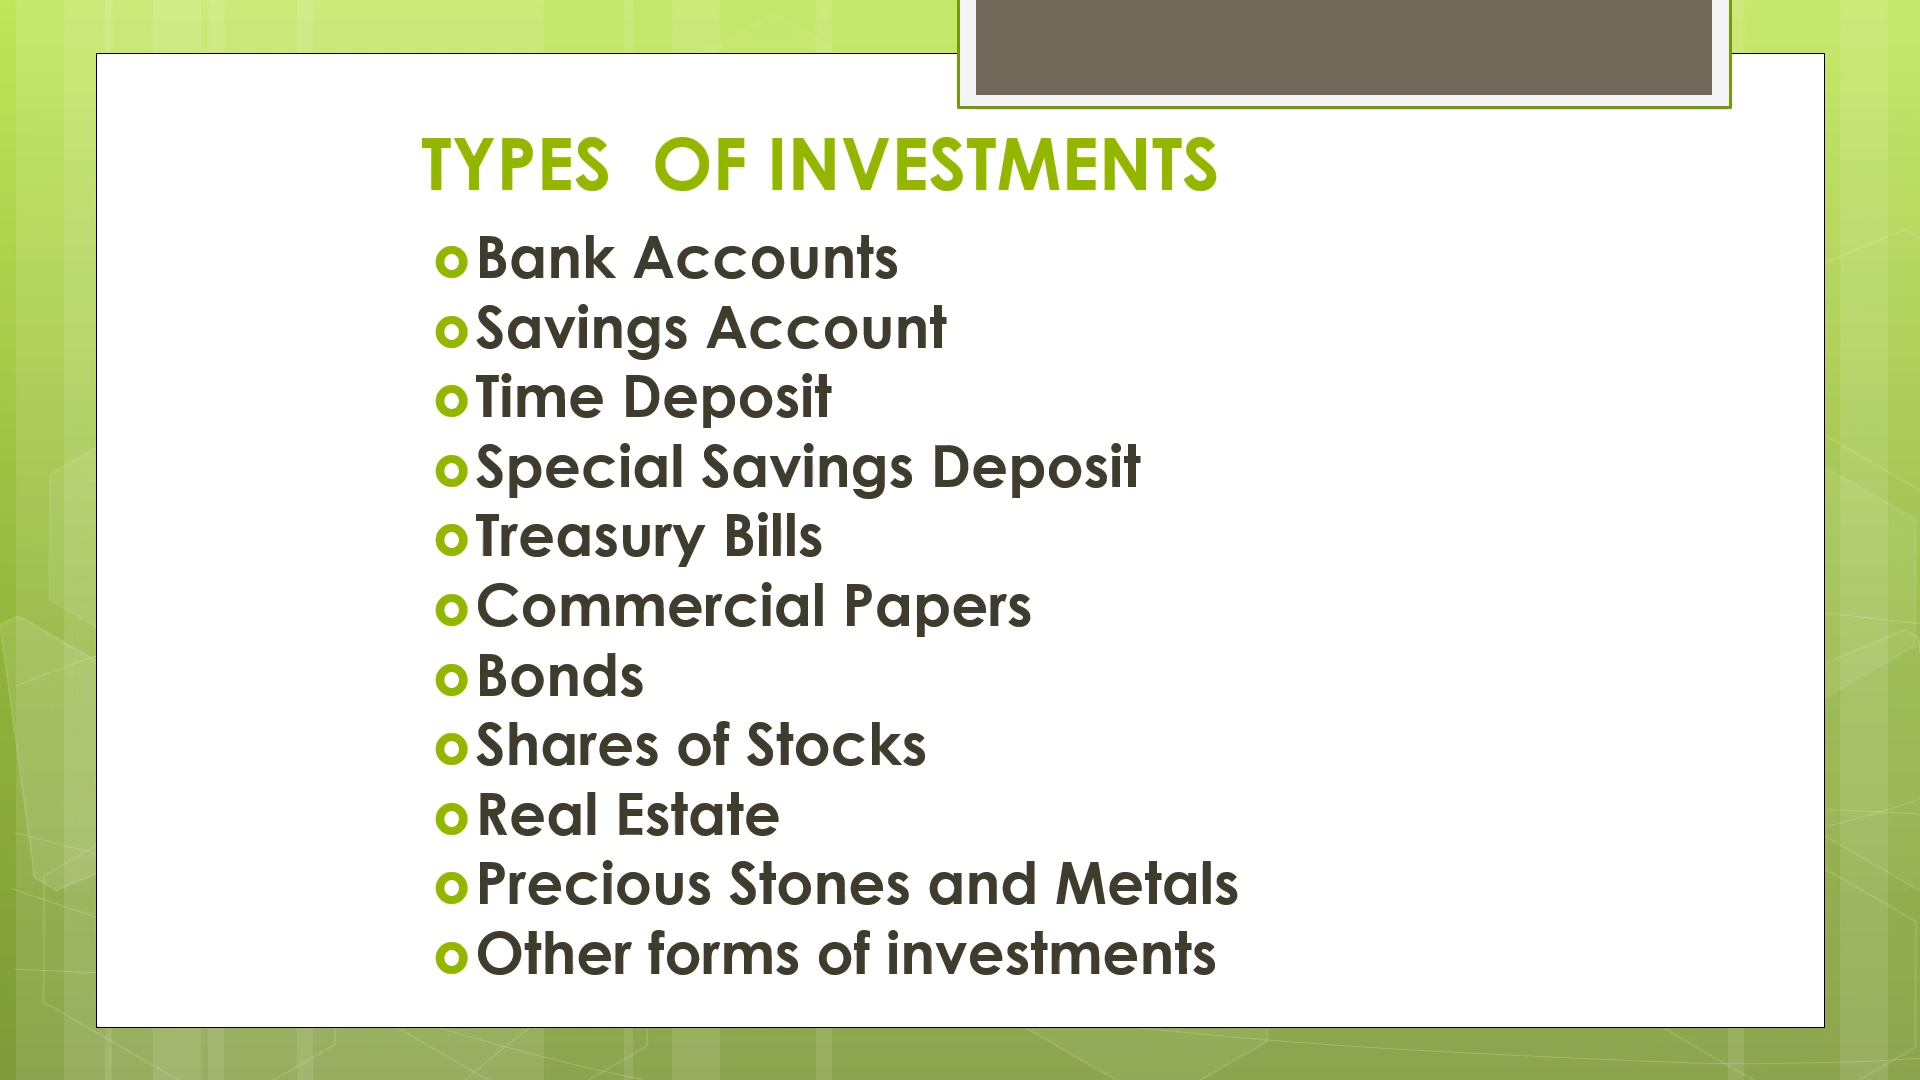 TYPES  OF INVESTMENTS
Bank Accounts
Savings Account
Time Deposit
Special Savings Deposit
Treasury Bills
Commercial Papers
Bonds
Shares of Stocks
Real Estate
Precious Stones and Metals
Other forms of investments